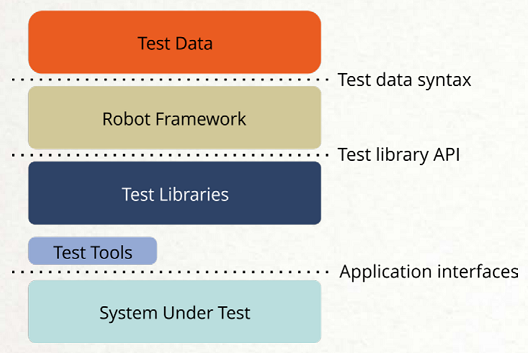 Test Data
Test data syntax
Robot Framework
Test library API
Test Libraries
Test Tools
Application interfaces
System Under Test